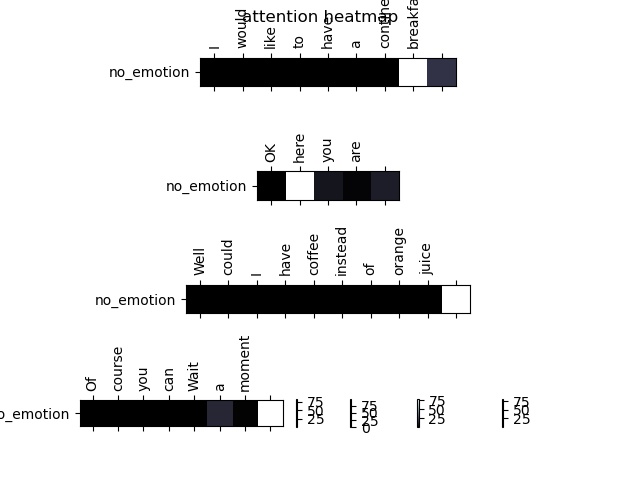 attention heatmap
I would like to have a
no_emotion
OK here you are
no_emotion
Well could I have coffee instead of orange juice
no_emotion
Of course you can Wait a moment
no_emotion
75 75 75 75
50 50 50 50
25 25 25 25
0